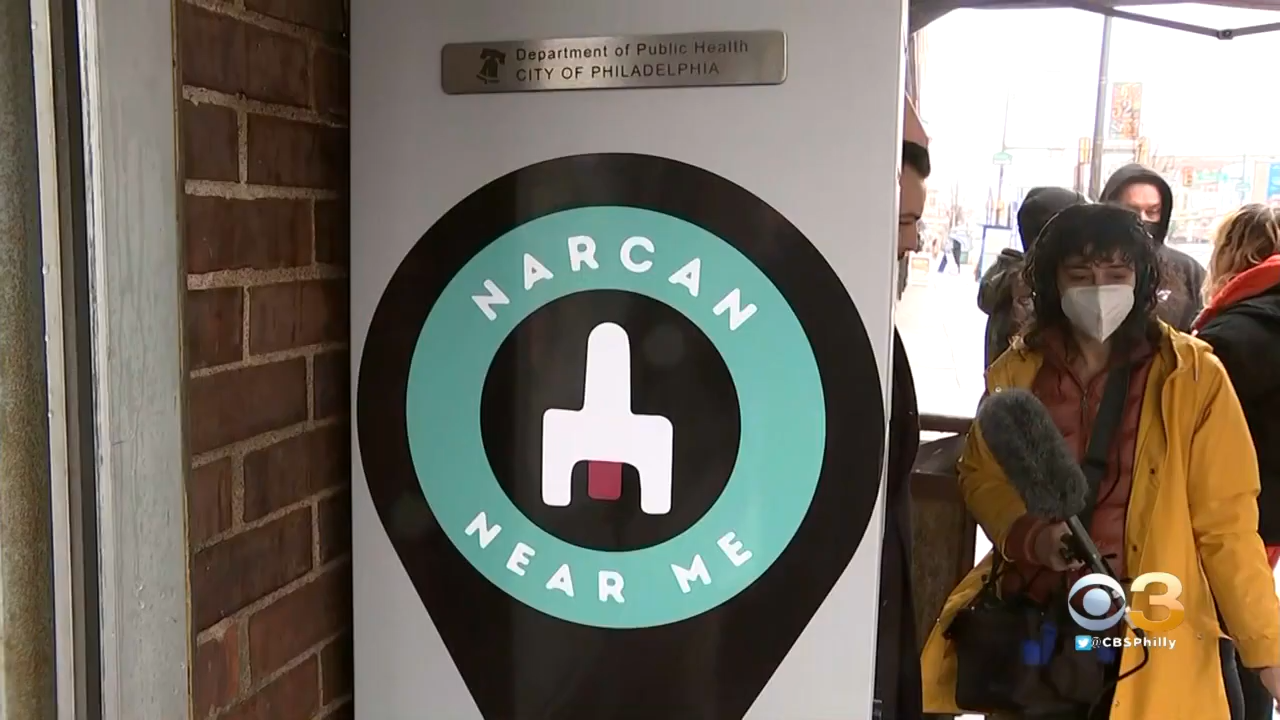 Department of Public Health
CITY OF PHILADELPHIA
NARCAN
NEAR ME
3
@CBSPhilly